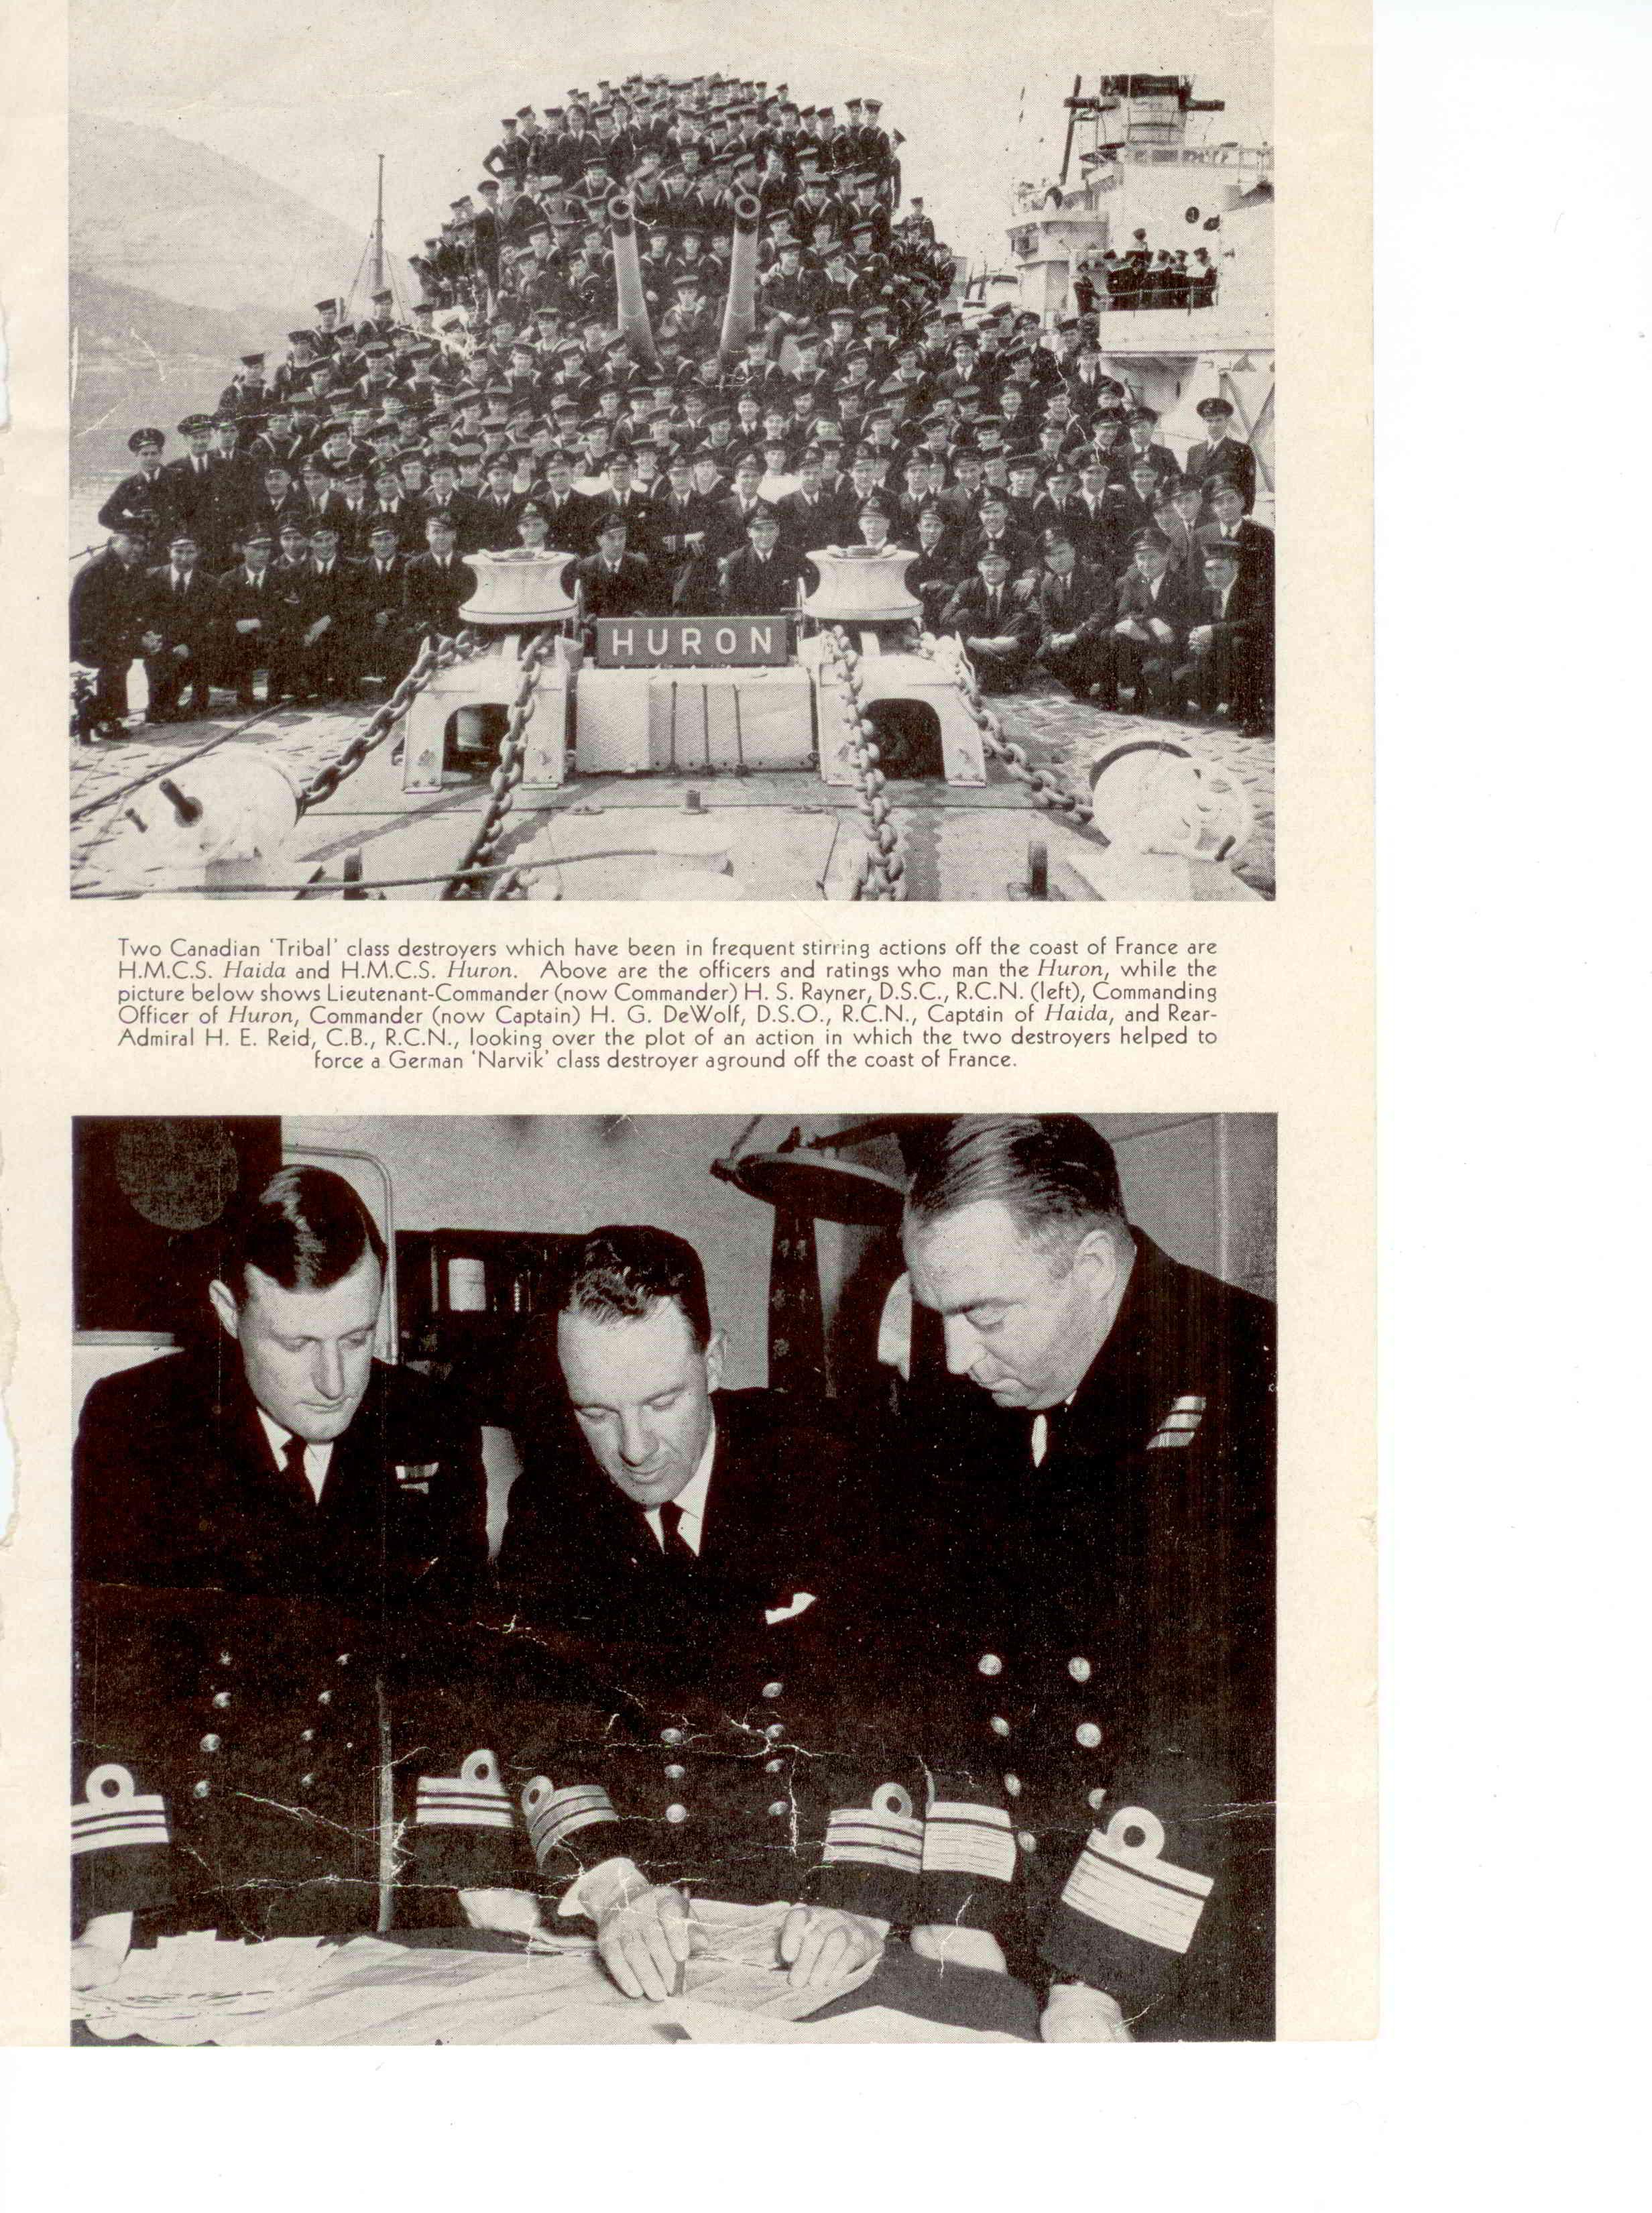 HURON
Two Canadian 'Tribal' class destroyers which have been in frequent stirring actions off the coast of France are
H.M.C.S. Haida and H.M.C.S. Huron. Above are the officers and ratings who man the Huron, while the
picture below shows Lieutenant-Commander (now Commander) H. S. Rayner, D.S.C., R.C.N. (left), Commanding
Officer of Huron, Commander (now Captain) H. G. DeWolf, D.S.O., R.C.N., Captain of Haida, and Rear-
Admiral H. E. Reid, C.B., R.C.N., looking over the plot of an action in which the two destroyers helped to
force a German 'Narvik' class destroyer aground off the coast of France.